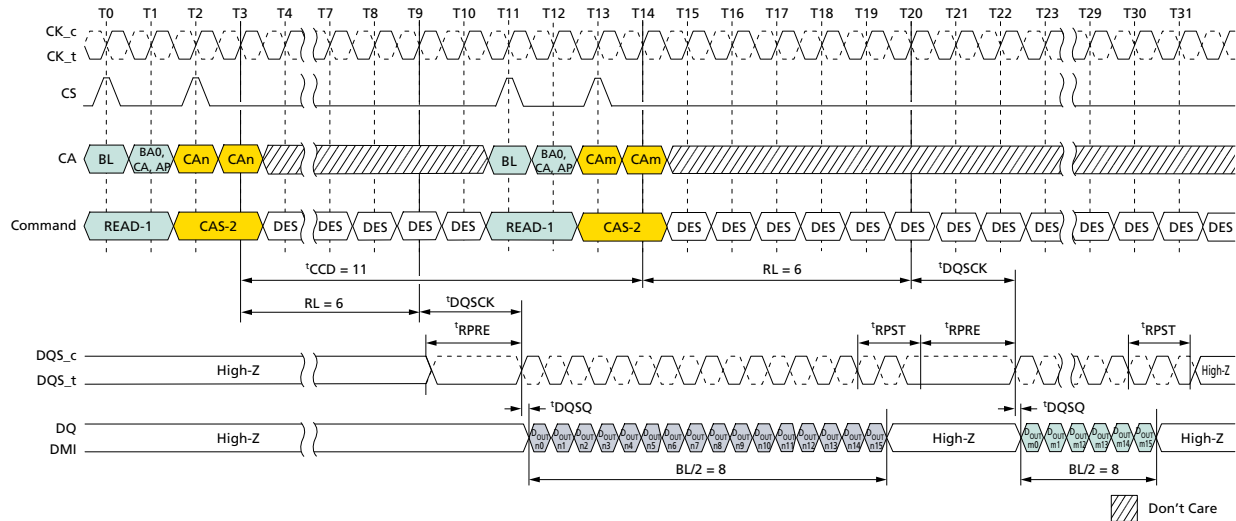 T0 T1 T2 T3 T4 T7 T8 T9 T10 T11 T12 T13 T14 T15 T16 T17 T18 T19 T20 T21 T22 T23 T29 T30 T31
CK_c
CK_t
CS
CA BL BA0, CA, AP CAn CAn BL BA0, CA, AP CAm CAm
Command READ-1 CAS-2 DES DES DES DES DES READ-1 CAS-2 DES DES DES DES DES DES DES DES DES DES DES DES DES
tCCD = 11 RL = 6 tDQSCK
RL = 6 tDQSCK
tRPRE tRPST tRPRE tRPST
DQS_c
DQS_t
High-Z High-Z
tDQSQ tDQSQ
DQ
DMI
High-Z DOUT n0 DOUT n1 DOUT n2 DOUT n3 DOUT n4 DOUT n5 DOUT n6 DOUT n7 DOUT n8 DOUT n9 DOUT n10 DOUT n11 DOUT n12 DOUT n13 DOUT n14 DOUT n15 High-Z DOUT m0 DOUT m1 DOUT m12 DOUT m13 DOUT m14 DOUT m15 High-Z
BL/2 = 8 BL/2 = 8
Don't Care